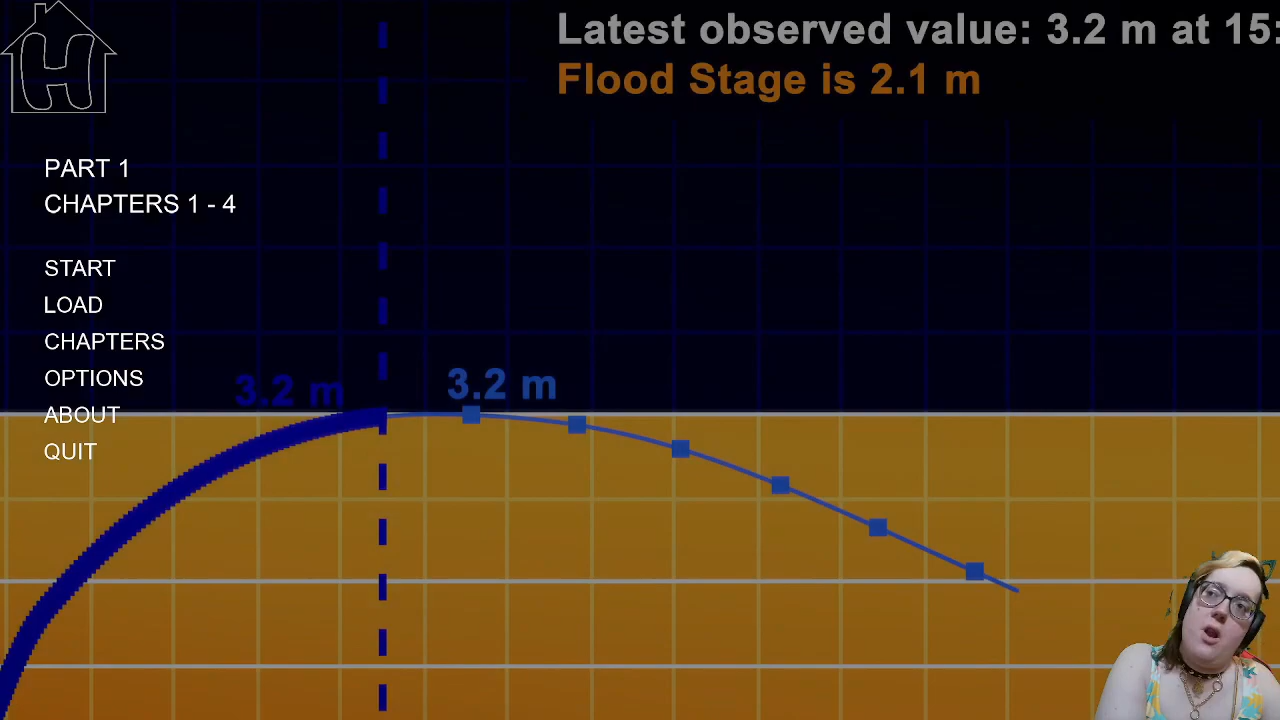 Latest observed value: 3.2 m at 15:
Flood Stage is 2.1 m
H
PART 1
CHAPTERS 1 - 4
START
LOAD
CHAPTERS
OPTIONS
ABOUT
QUIT
3.2 m
3.2 m